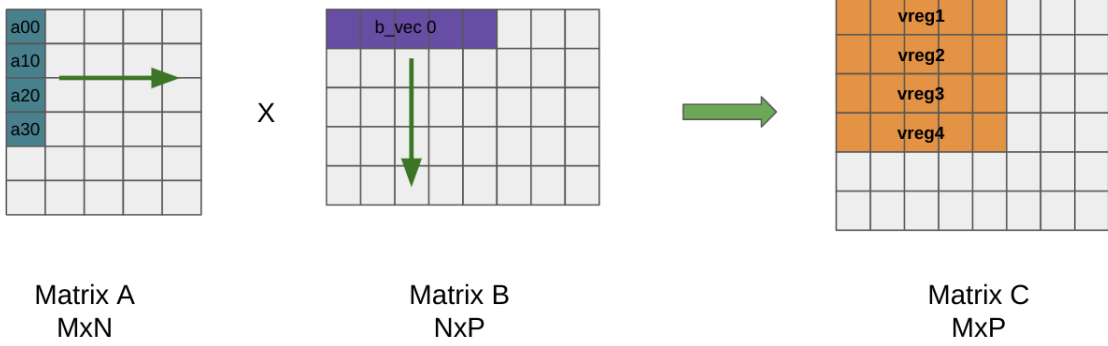 a00
a10
a20
a30
X
b_vec 0
vreg1
vreg2
vreg3
vreg4
Matrix A
MxN
Matrix B
NxP
Matrix C
MxP